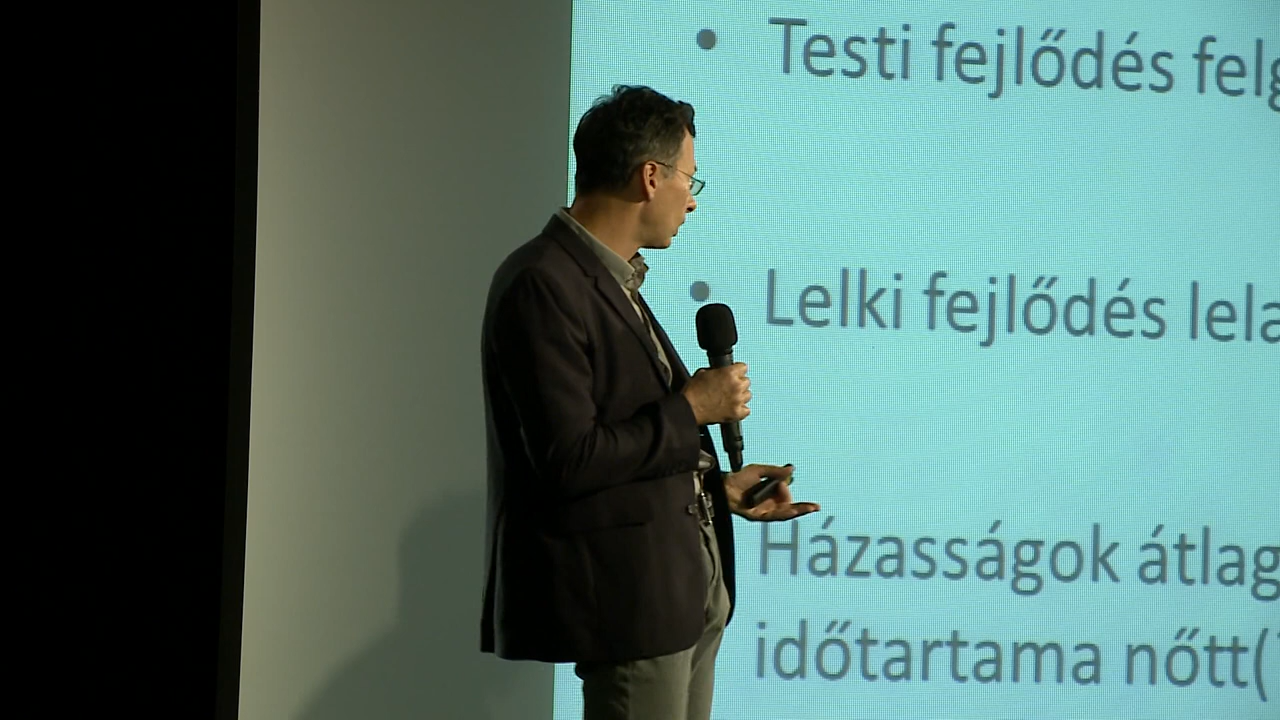 • Testi fejlődés
• Lelki fejlődés
Házasságok
időtartama nőtt(